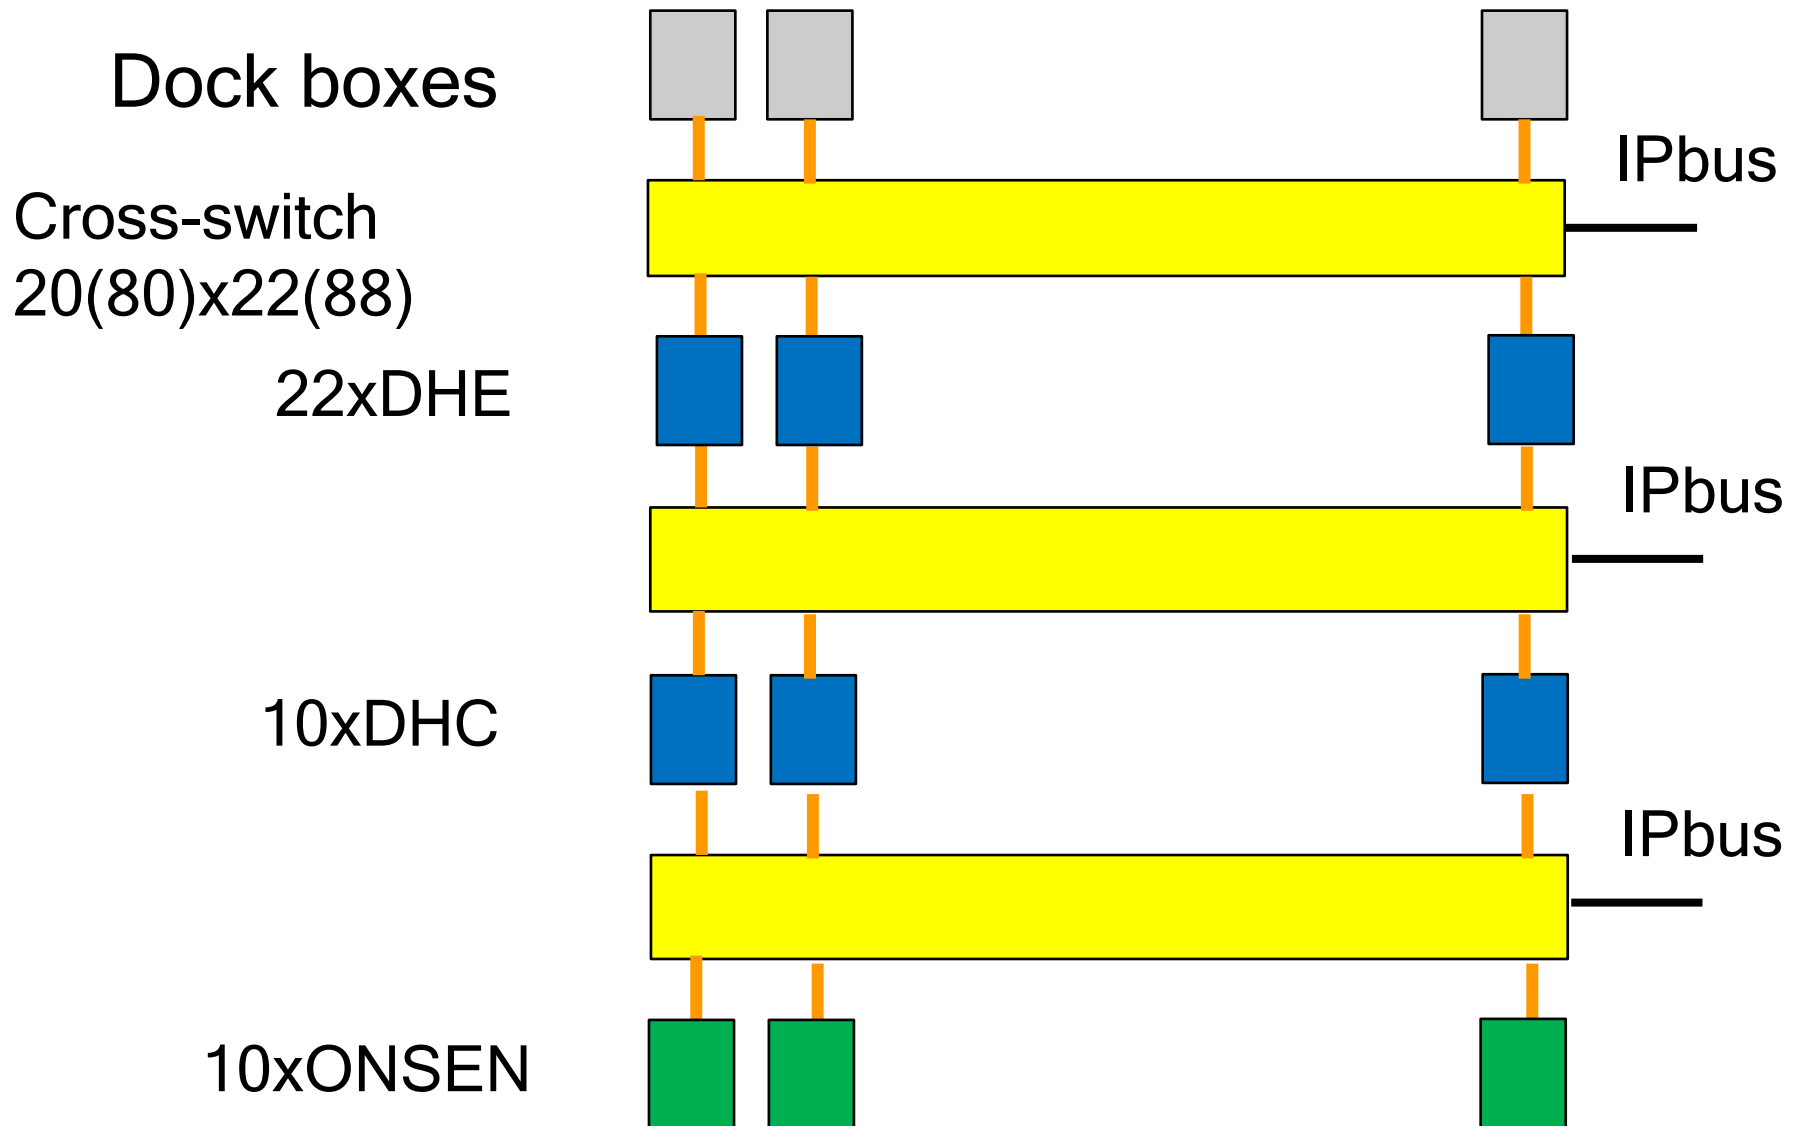 Dock boxes
IPbus
Cross-switch
20(80)x22(88)
22xDHE
IPbus
10xDHC
IPbus
10xONSEN